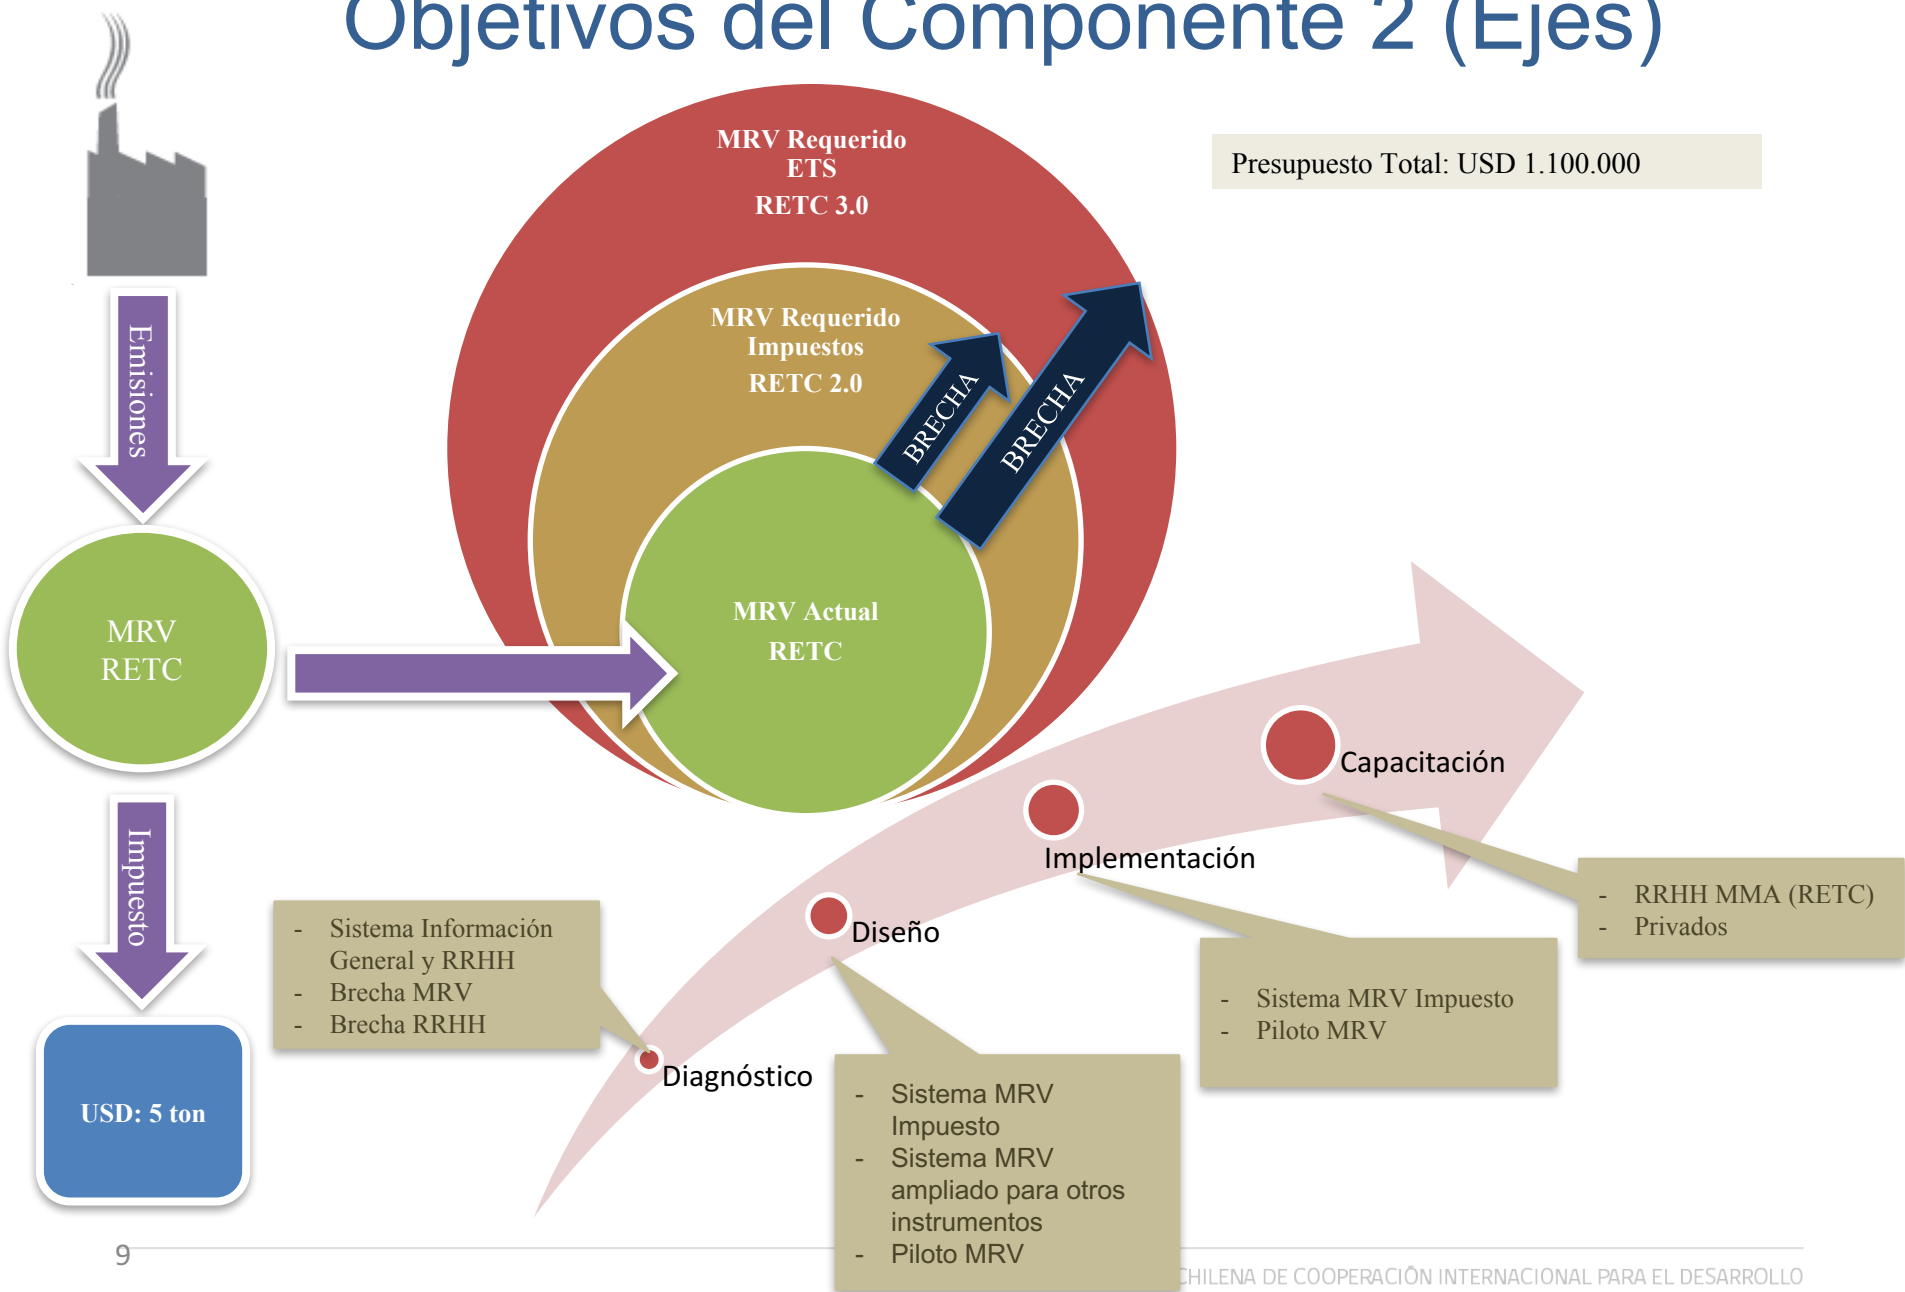 Objetivos del Componente 2 (Ejes)
MRV Requerido
ETS
RETC 3.0
Presupuesto Total: USD 1.100.000
MRV Requerido
Impuestos
RETC 2.0
BRECHA
BRECHA
MRV Actual
RETC
Emisiones
MRV
RETC
Impuesto
USD: 5 ton
Capacitación
- RRHH MMA (RETC)
- Privados
Implementación
- Sistema MRV Impuesto
- Piloto MRV
Diseño
- Sistema MRV
Impuesto
- Sistema MRV
ampliado para otros
instrumentos
- Piloto MRV
Diagnóstico
- Sistema Información
General y RRHH
- Brecha MRV
- Brecha RRHH
9
CHILENA DE COOPERACIÓN INTERNACIONAL PARA EL DESARROLLO